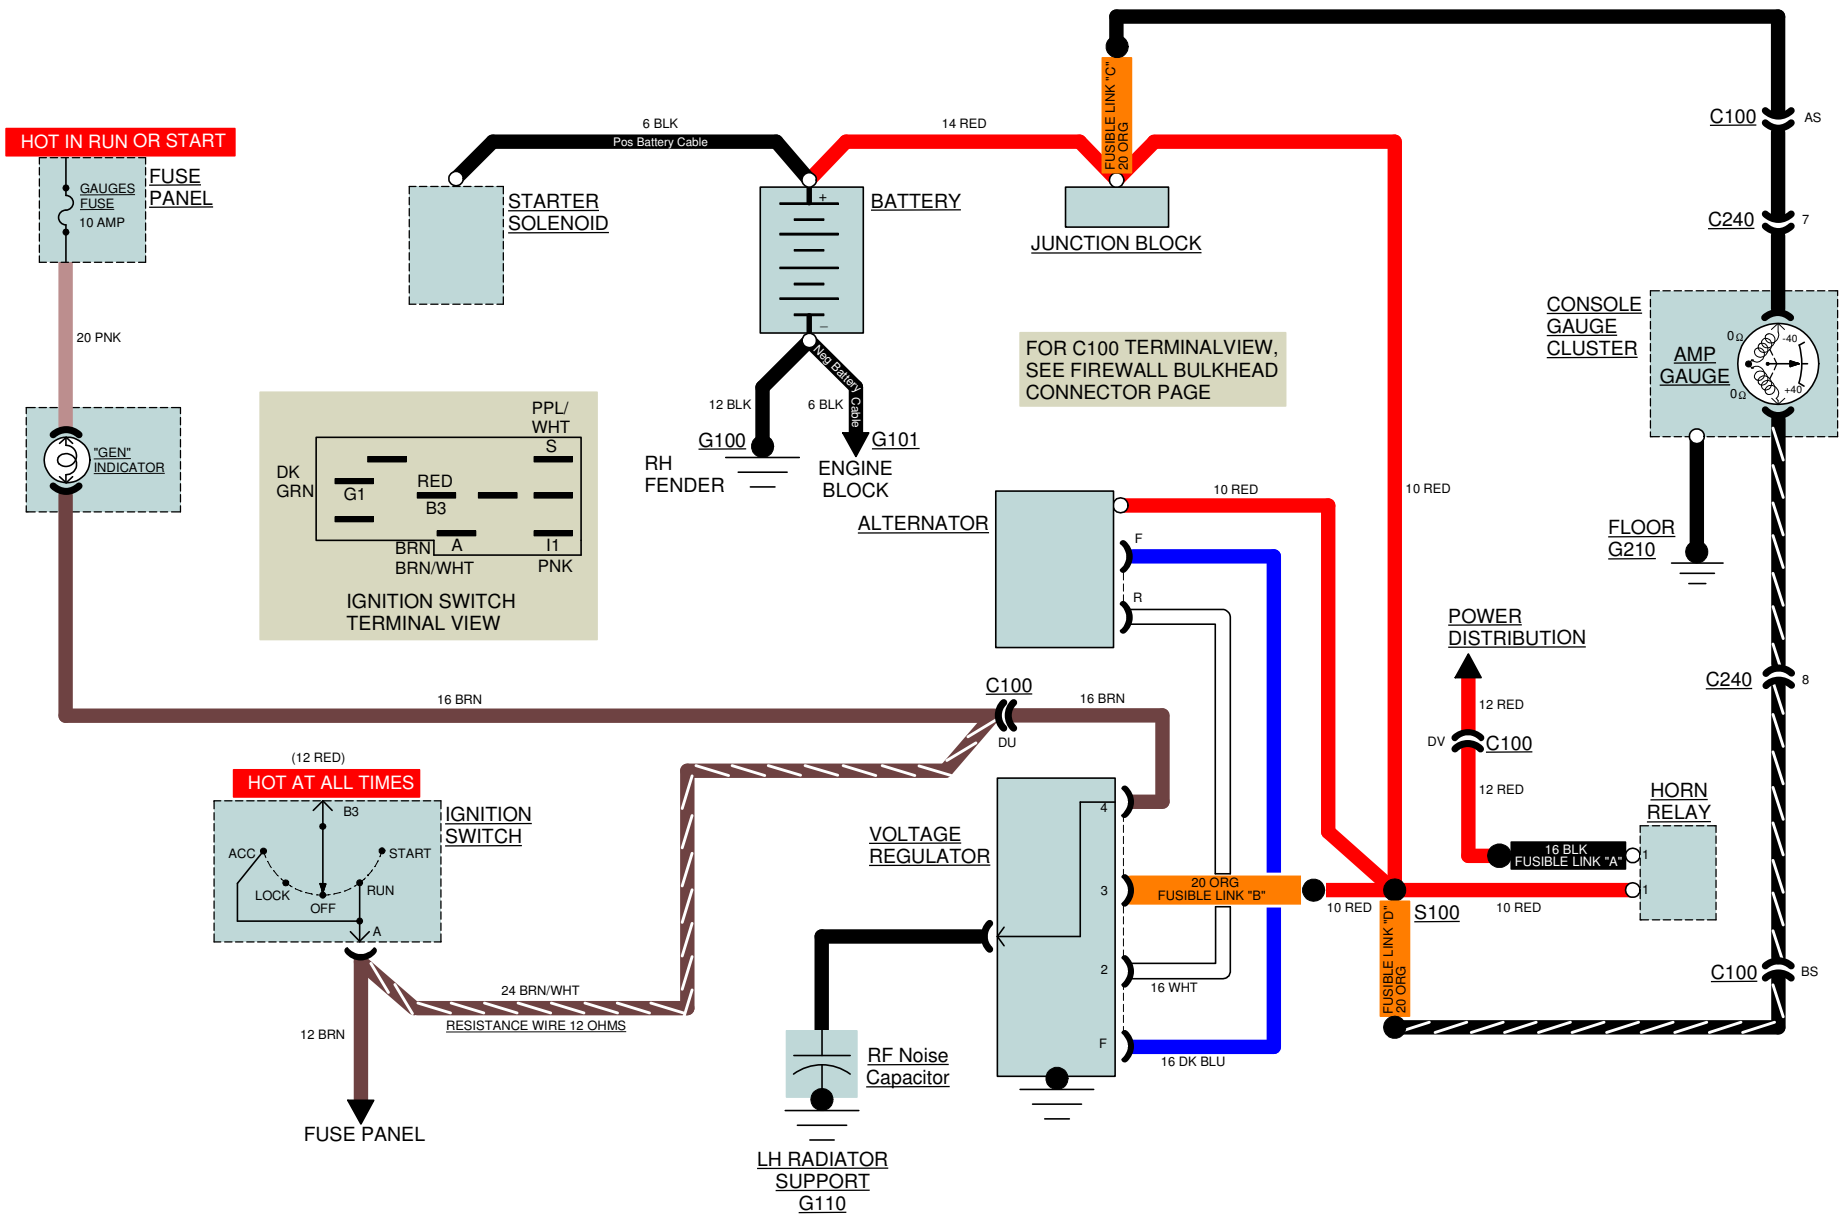 FUSIBLE LINK "C"
20 ORG
C100
AS
6 BLK
Pos Battery Cable
14 RED
HOT IN RUN OR START
FUSE
PANEL
GAUGES
FUSE
10 AMP
STARTER
SOLENOID
+
BATTERY
–
JUNCTION BLOCK
C240
7
20 PNK
CONSOLE
GAUGE
CLUSTER
AMP
GAUGE
0 Ω
-40
+40
0 Ω
FOR C100 TERMINALVIEW,
SEE FIREWALL BULKHEAD
CONNECTOR PAGE
Neg Battery Cable
12 BLK
6 BLK
G100
G101
RH
FENDER
ENGINE
BLOCK
"GEN"
INDICATOR
PPL/
WHT
S
DK
GRN
G1
RED
B3
BRN
A
BRN/WHT
I1
PNK
IGNITION SWITCH
TERMINAL VIEW
ALTERNATOR
F
R
10 RED
10 RED
FLOOR
G210
POWER
DISTRIBUTION
C240
8
12 RED
DV
C100
12 RED
16 BRN
C100
DU
16 BRN
(12 RED)
HOT AT ALL TIMES
B3
IGNITION
SWITCH
ACC
START
LOCK
RUN
OFF
A
VOLTAGE
REGULATOR
4
3
2
F
HORN
RELAY
16 BLK
FUSIBLE LINK "A"
1
1
20 ORG
FUSIBLE LINK "B"
10 RED
S100
10 RED
FUSIBLE LINK "D"
20 ORG
C100
BS
16 WHT
16 DK BLU
24 BRN/WHT
RESISTANCE WIRE 12 OHMS
12 BRN
FUSE PANEL
RF Noise
Capacitor
LH RADIATOR
SUPPORT
G110